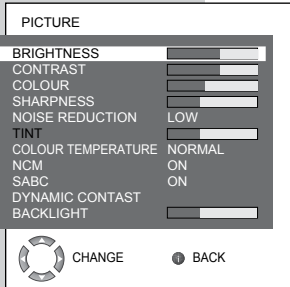 PICTURE
BRIGHTNESS
CONTRAST
COLOUR
SHARPNESS
NOISE REDUCTION LOW
TINT
COLOUR TEMPERATURE NORMAL
NCM ON
SABC ON
DYNAMIC CONTAST
BACKLIGHT
CHANGE i BACK